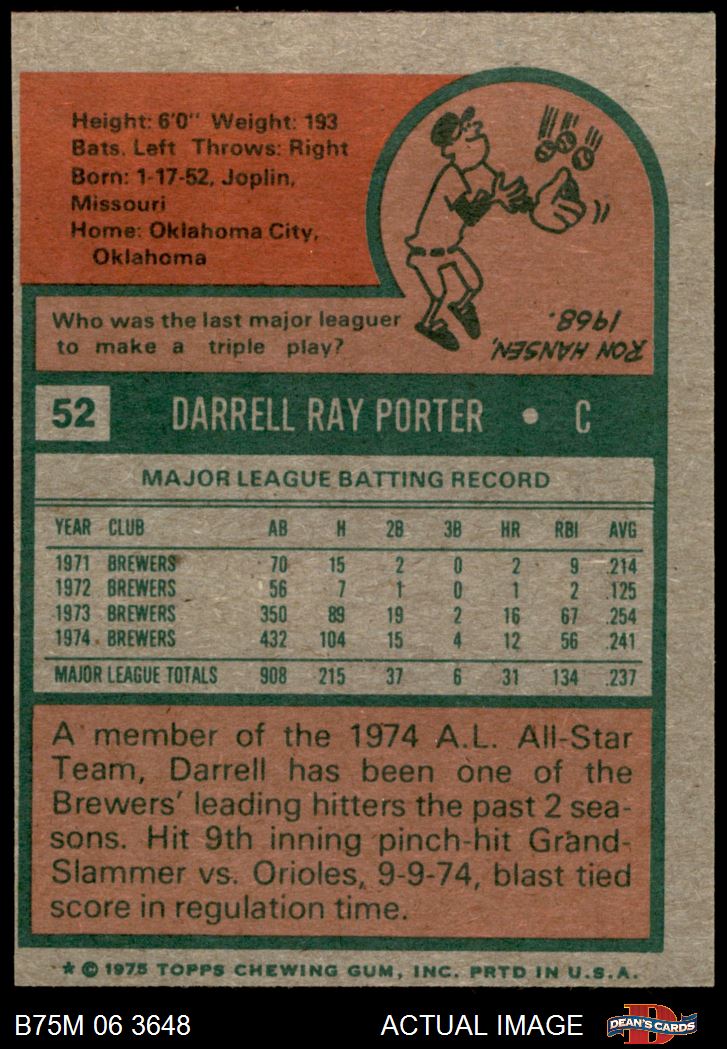 Height: 6'0" Weight: 193
Bats. Left Throws: Right
Born: 1-17-52, Joplin,
Missouri
Home: Oklahoma City,
Oklahoma
Who was the last major leaguer
to make a triple play?
RON HANSEN,
1968.
52 DARRELL RAY PORTER • C
MAJOR LEAGUE BATTING RECORD
YEAR CLUB AB H 2B 3B HR RBI AVG
1971 BREWERS 70 15 2 0 2 9 .214
1972 BREWERS 56 7 1 0 1 2 .125
1973 BREWERS 350 89 19 2 16 67 .254
1974 BREWERS 432 104 15 4 12 56 .241
MAJOR LEAGUE TOTALS 908 215 37 6 31 134 .237
A member of the 1974 A.L. All-Star
Team, Darrell has been one of the
Brewers' leading hitters the past 2 sea-
sons. Hit 9th inning pinch-hit Grand-
Slammer vs. Orioles, 9-9-74, blast tied
score in regulation time.
* © 1975 TOPPS CHEWING GUM, INC. PRTD IN U.S.A.
B75M 06 3648 ACTUAL IMAGE DEAN'S CARDS